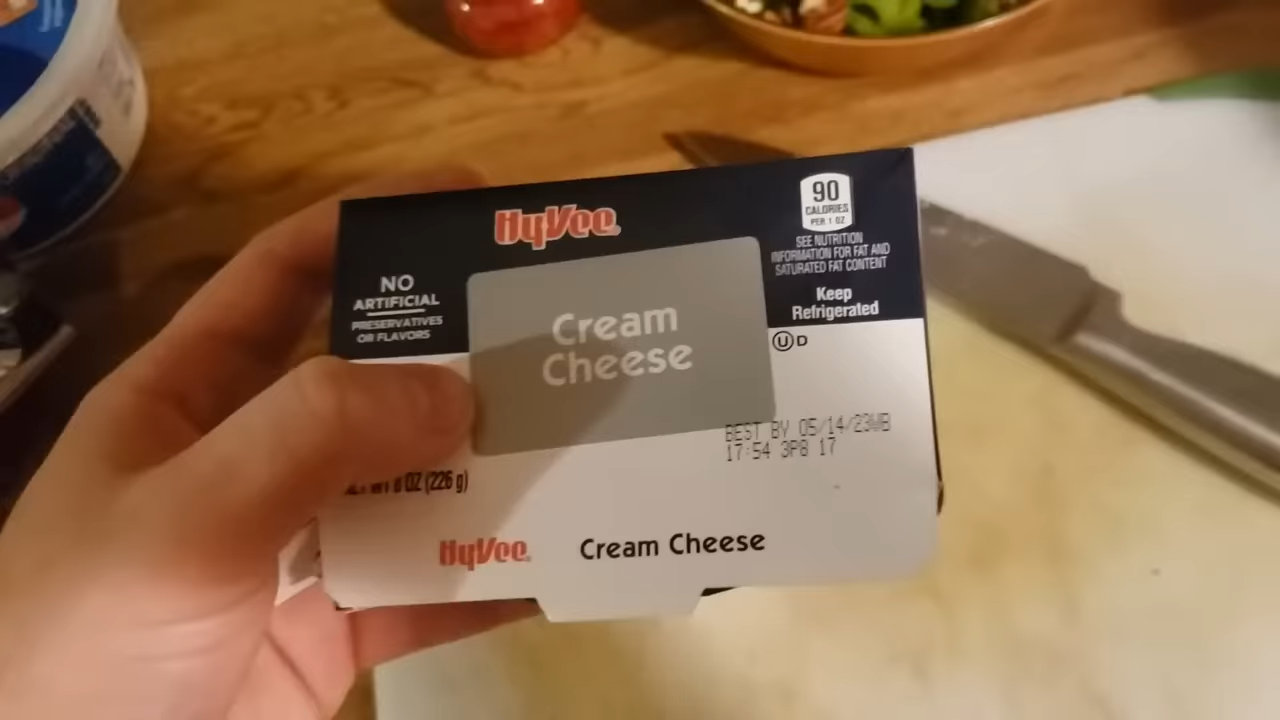 HyVee
90
CALORIES
PER 1 OZ
SEE NUTRITION
INFORMATION FOR FAT AND
SATURATED FAT CONTENT
Keep
Refrigerated
NO
ARTIFICIAL
PRESERVATIVES
OR FLAVORS
Cream
Cheese
U D
BEST BY 05/14/23WB
17:54 3P8 17
OZ (226 g)
HyVee Cream Cheese